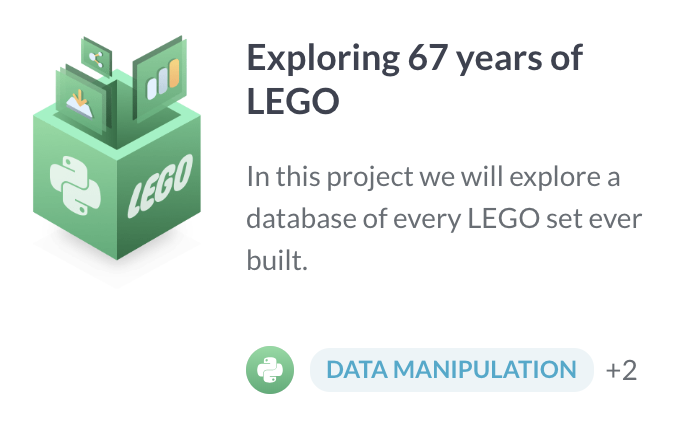 LEGO
Exploring 67 years of
LEGO
In this project we will explore a
database of every LEGO set ever
built.
DATA MANIPULATION +2